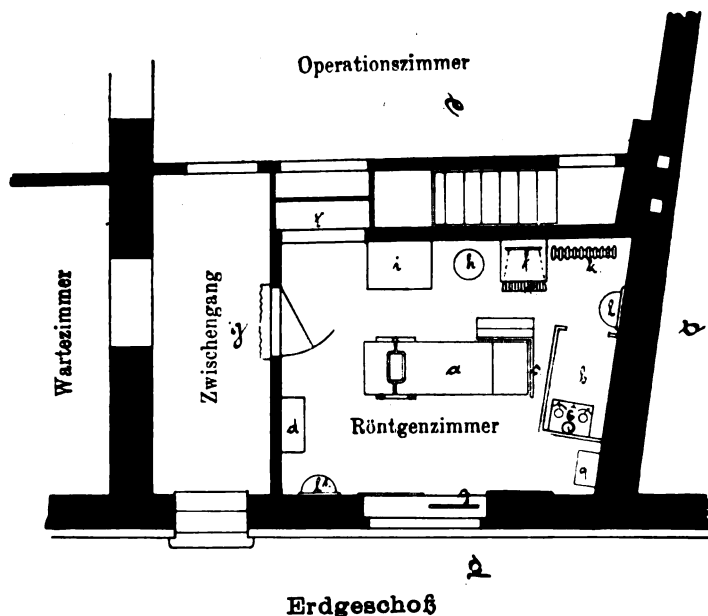 Operationszimmer
Wartezimmer
Zwischengang
i
h
f
k
a
d
Röntgenzimmer
Erdgeschoß